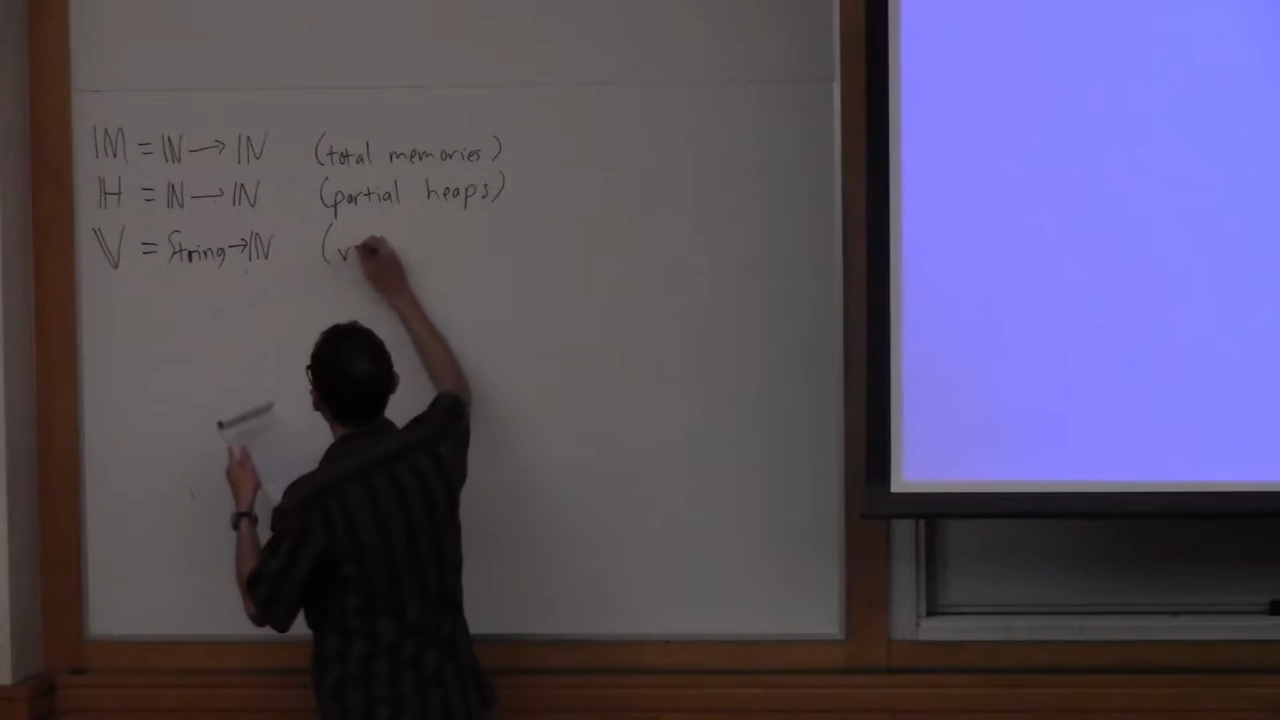 𝕄 = ℕ → ℕ (total memories)
ℍ = ℕ → ℕ (partial heaps)
𝕍 = String → ℕ (v